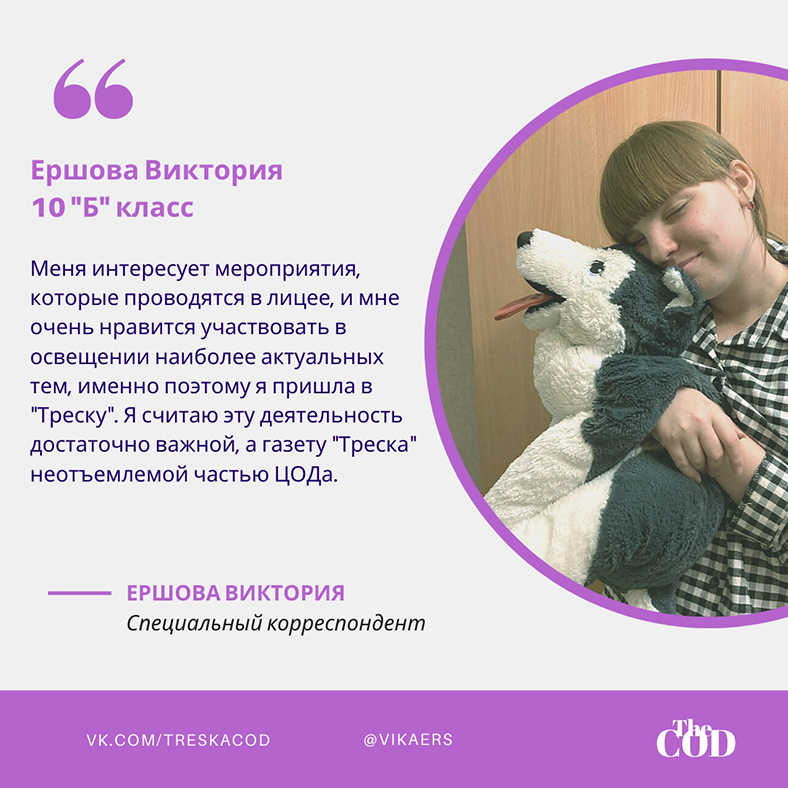 “
Ершова Виктория
10 "Б" класс
Меня интересует мероприятия,
которые проводятся в лицее, и мне
очень нравится участвовать в
освещении наиболее актуальных
тем, именно поэтому я пришла в
"Треску". Я считаю эту деятельность
достаточно важной, а газету "Треска"
неотъемлемой частью ЦОДа.
ЕРШОВА ВИКТОРИЯ
Специальный корреспондент
VK.COM/TRESKACOD
@VIKAERS
The
COD